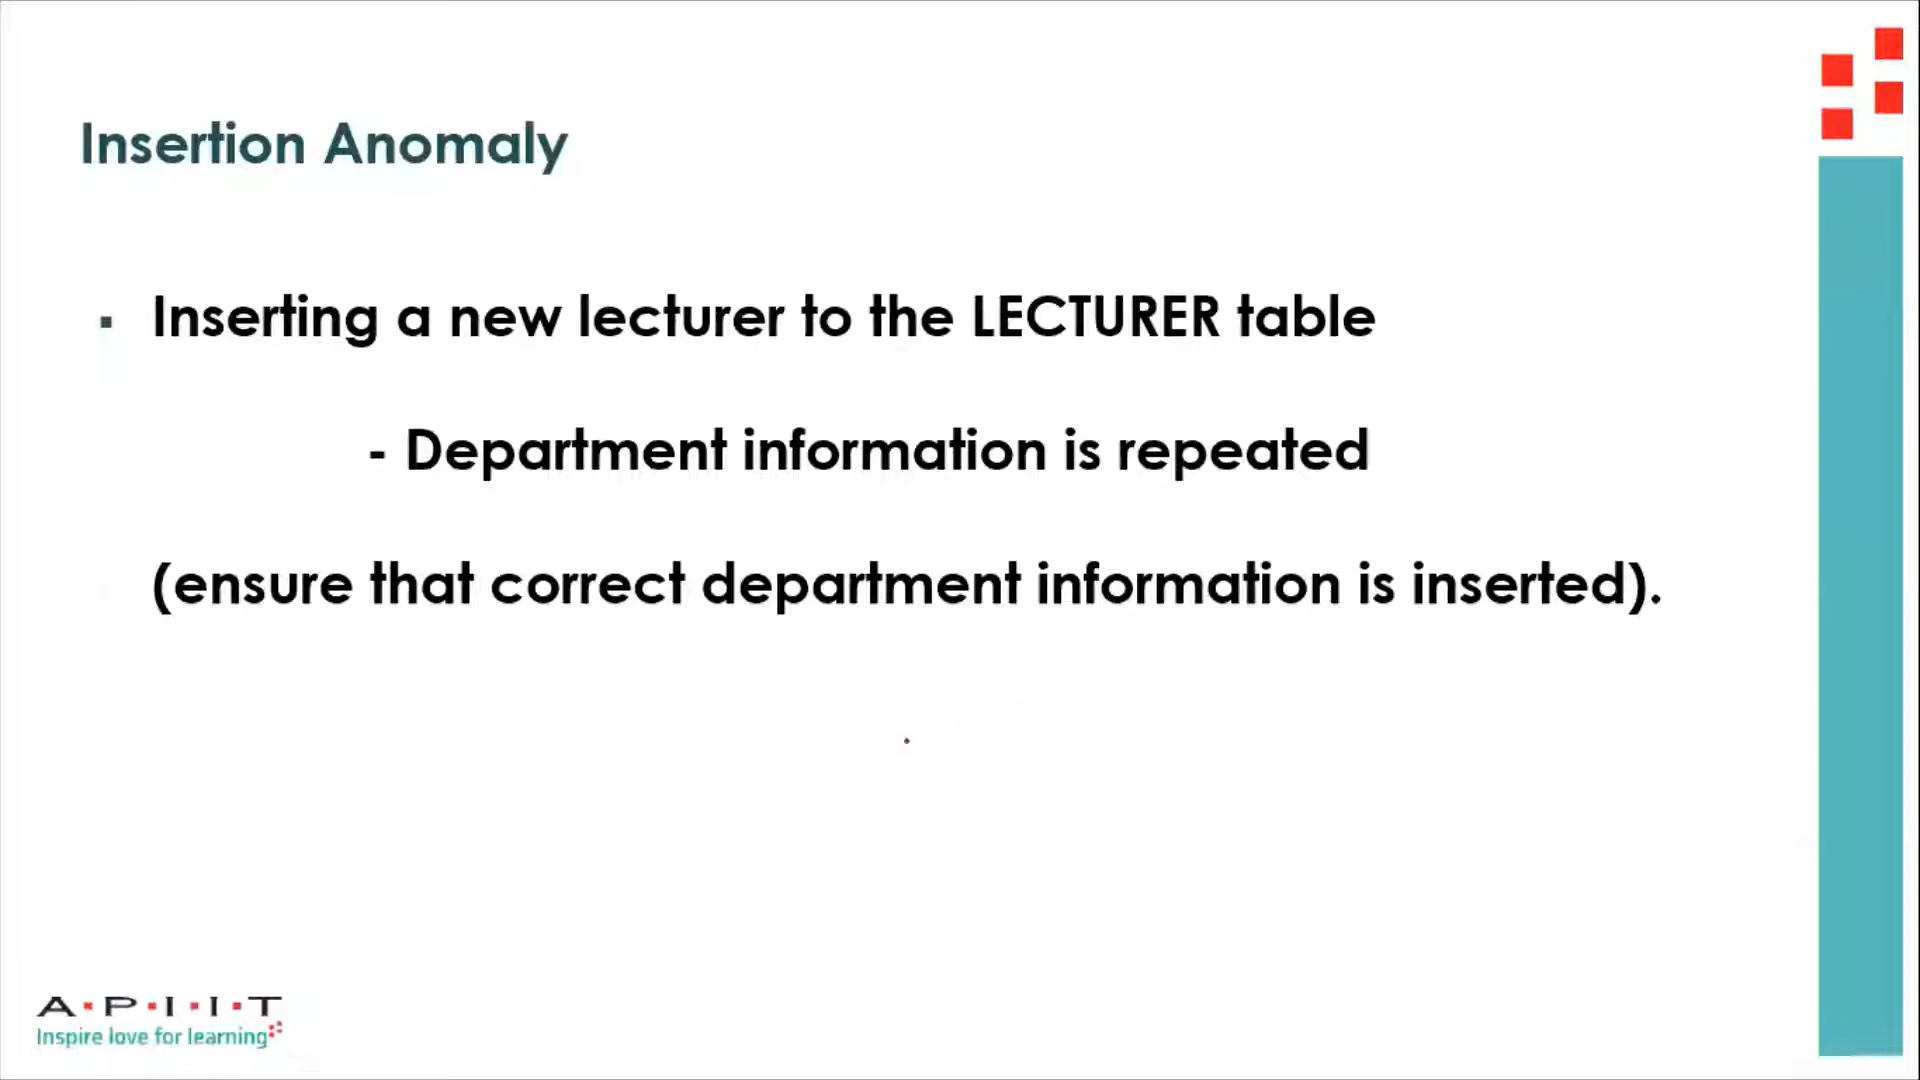 Insertion Anomaly
▪ Inserting a new lecturer to the LECTURER table
- Department information is repeated
(ensure that correct department information is inserted).
A·P·I·I·T
Inspire love for learning